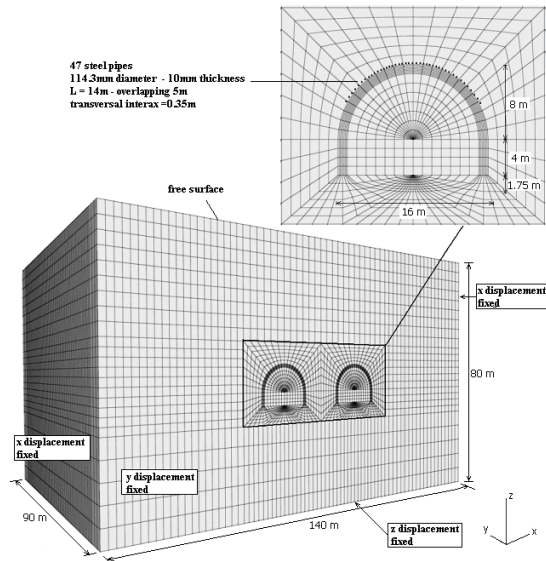 47 steel pipes
114.3mm diameter - 10mm thickness
L = 14m - overlapping 5m
transversal interax =0.35m
8 m
4 m
1.75 m
16 m
free surface
x displacement
fixed
80 m
x displacement
fixed
y displacement
fixed
90 m
140 m
z displacement
fixed
z
y
x